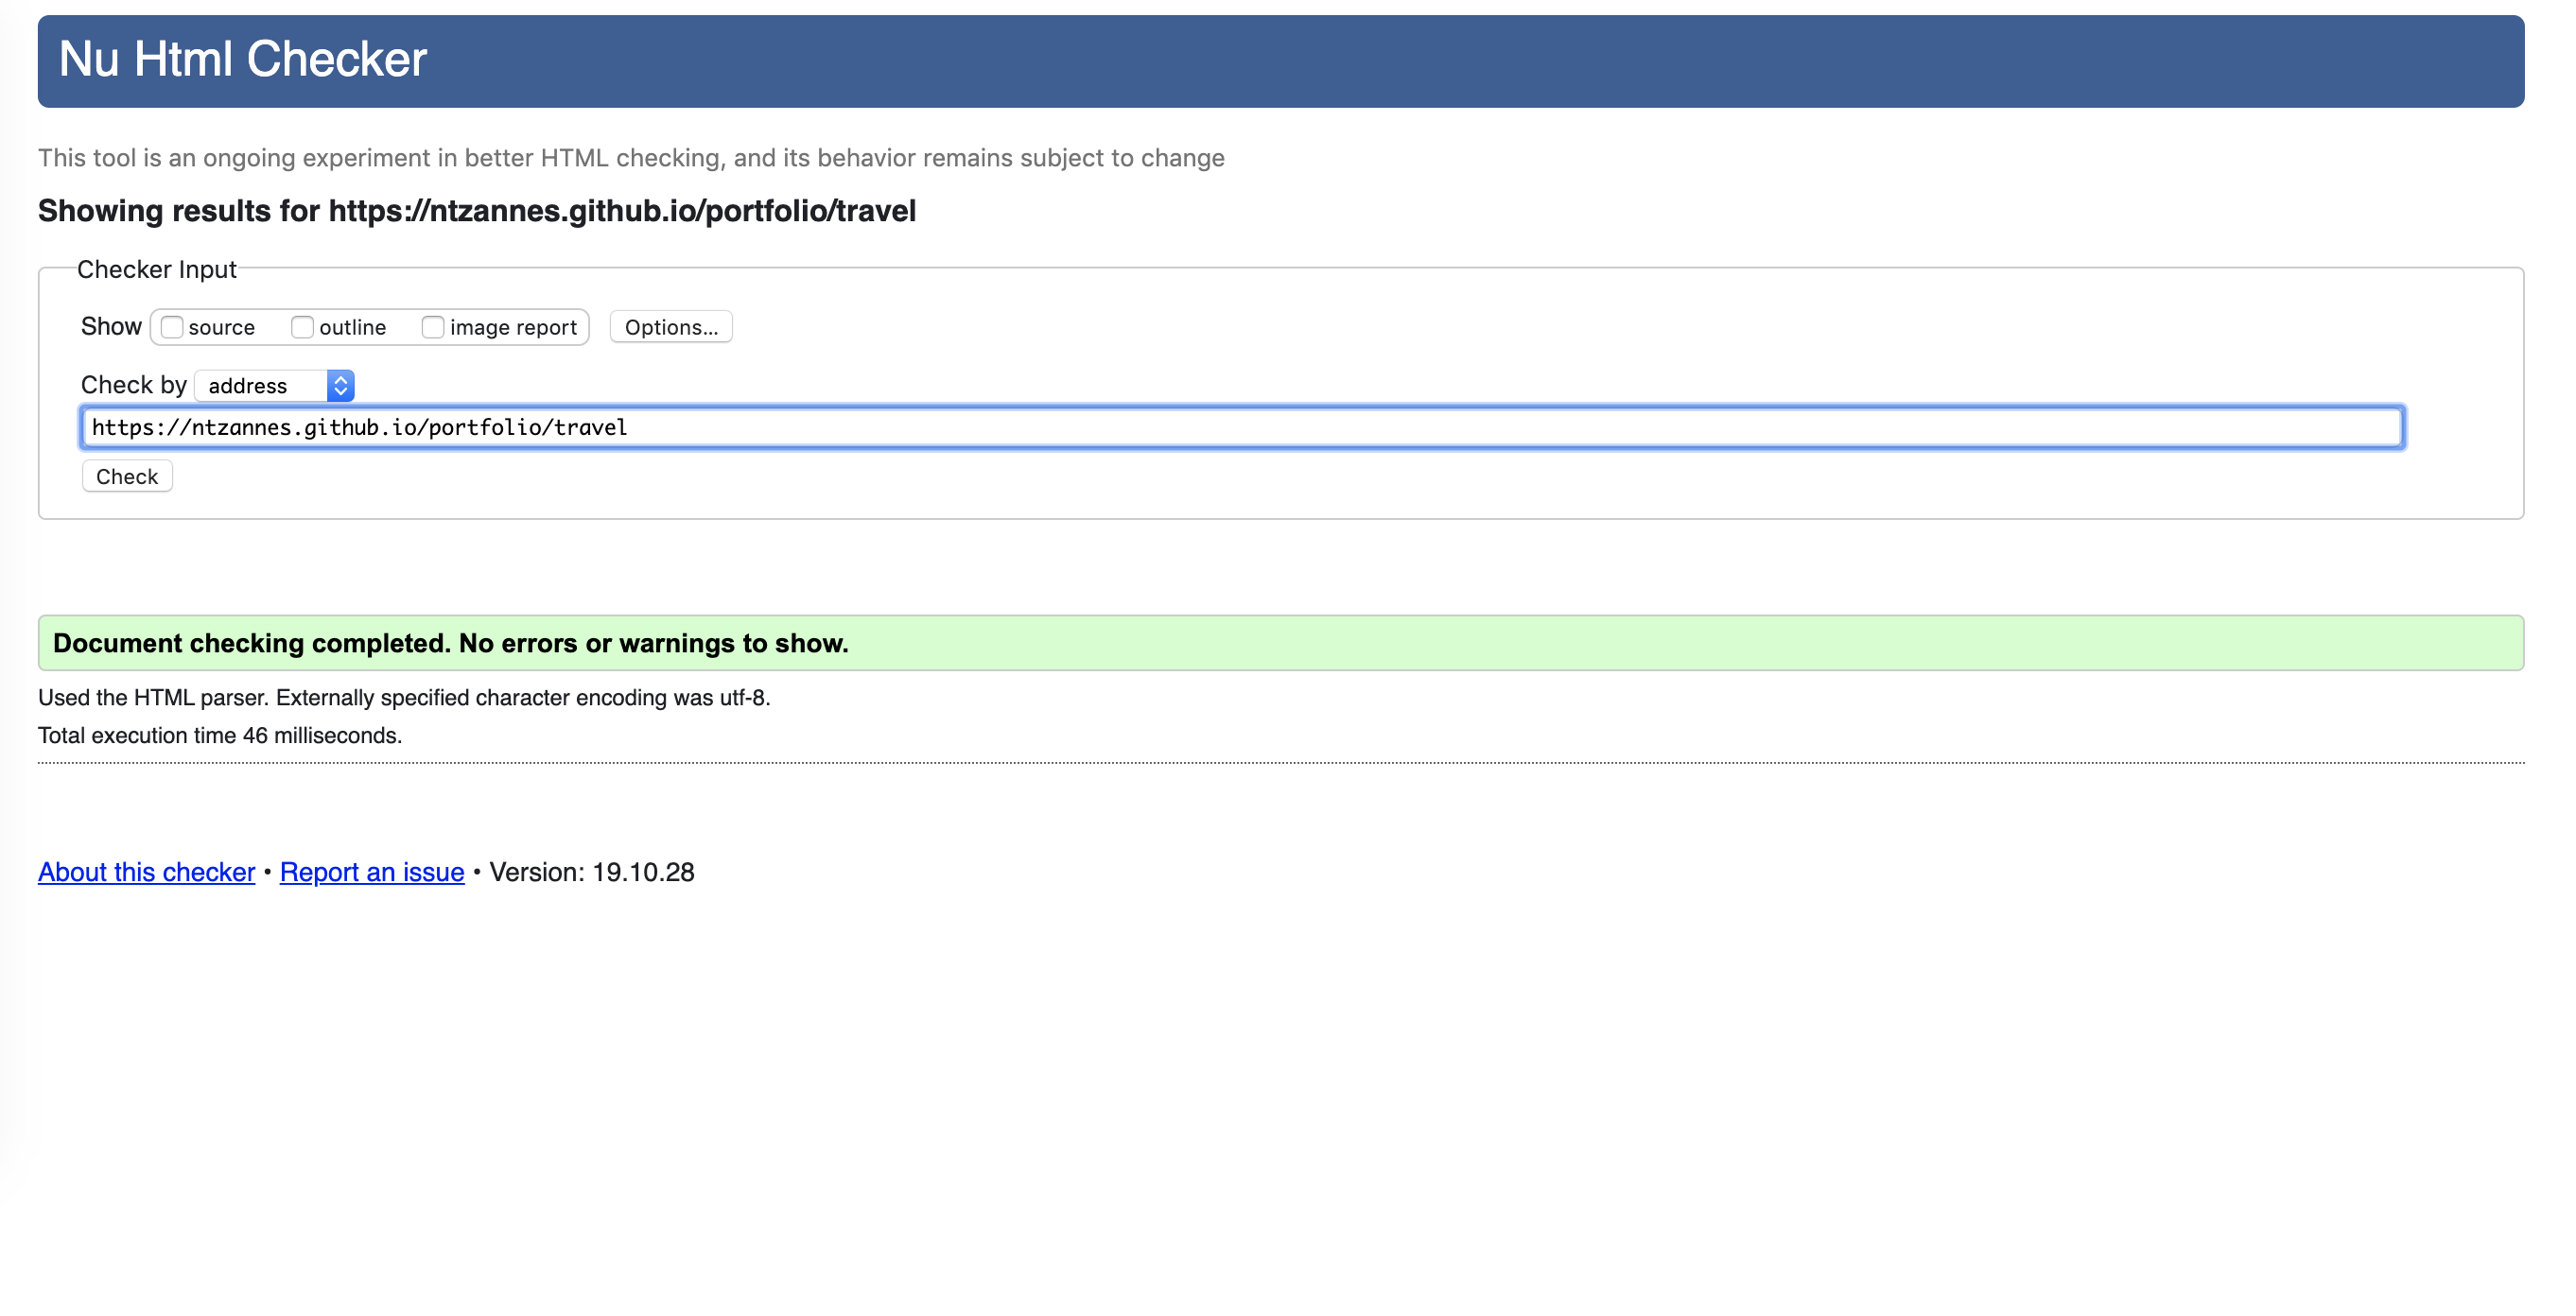 Nu Html Checker
This tool is an ongoing experiment in better HTML checking, and its behavior remains subject to change
Showing results for https://ntzannes.github.io/portfolio/travel
Checker Input
Show source outline image report Options...
Check by address
https://ntzannes.github.io/portfolio/travel
Check
Document checking completed. No errors or warnings to show.
Used the HTML parser. Externally specified character encoding was utf-8.
Total execution time 46 milliseconds.
About this checker • Report an issue • Version: 19.10.28